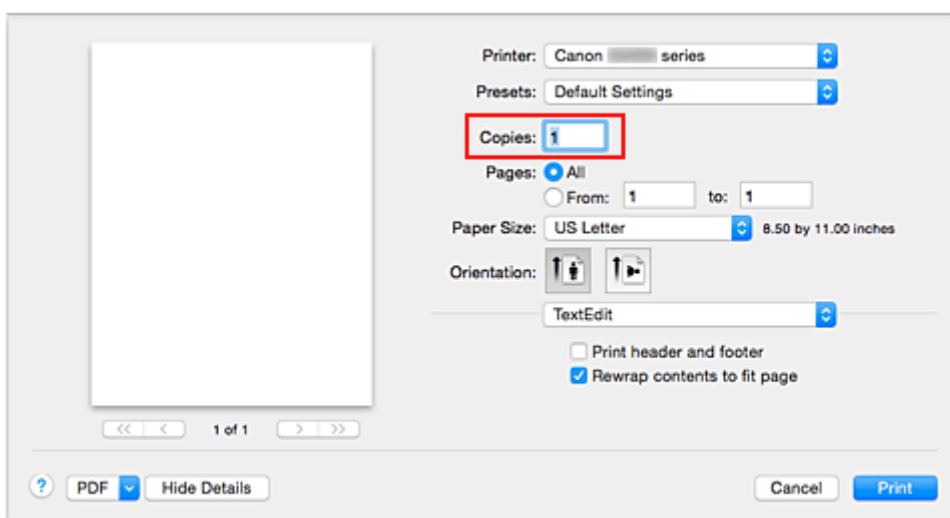 Printer: Canon series
Presets: Default Settings
Copies: 1
Pages: All
From: 1 to: 1
Paper Size: US Letter 8.50 by 11.00 inches
Orientation:
TextEdit
Print header and footer
Rewrap contents to fit page
<< < 1 of 1 > >>
? PDF Hide Details Cancel Print